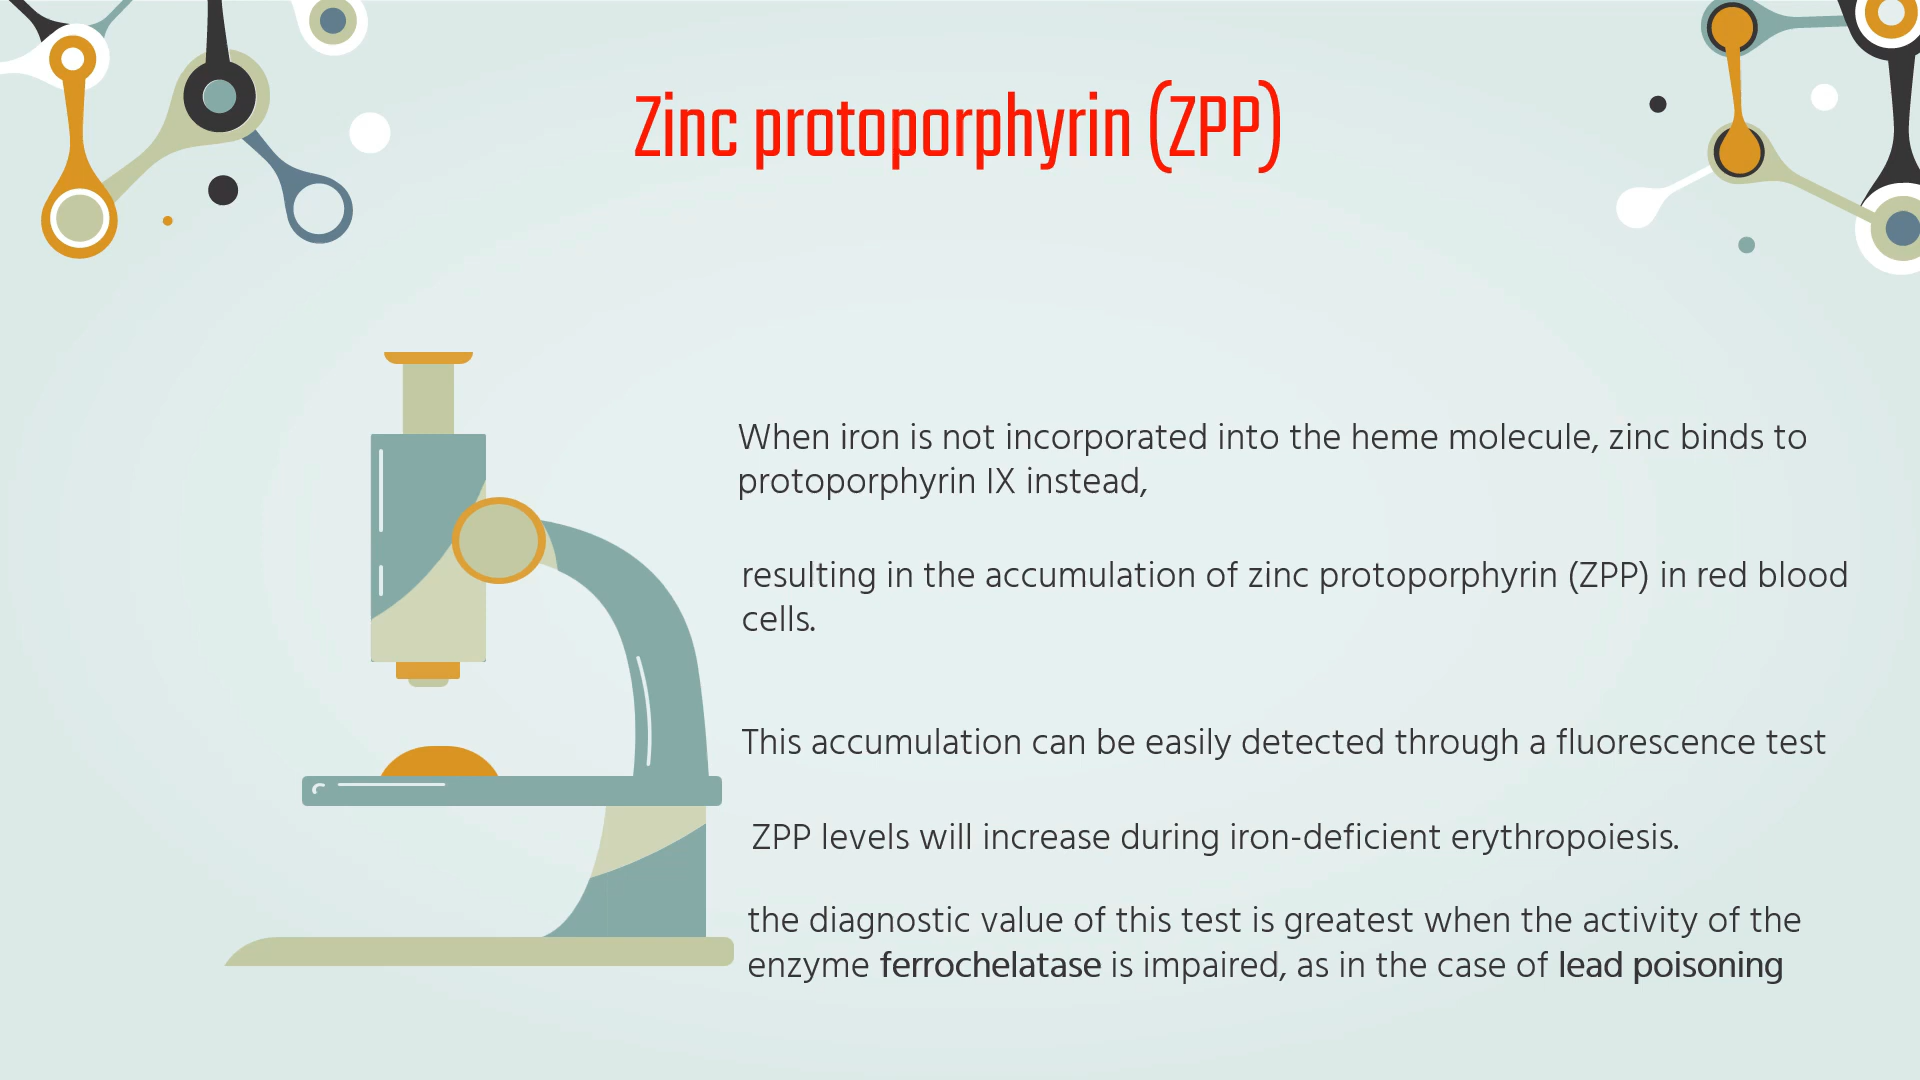 Zinc protoporphyrin (ZPP)
When iron is not incorporated into the heme molecule, zinc binds to
protoporphyrin IX instead,
resulting in the accumulation of zinc protoporphyrin (ZPP) in red blood
cells.
This accumulation can be easily detected through a fluorescence test
ZPP levels will increase during iron-deficient erythropoiesis.
the diagnostic value of this test is greatest when the activity of the
enzyme ferrochelatase is impaired, as in the case of lead poisoning